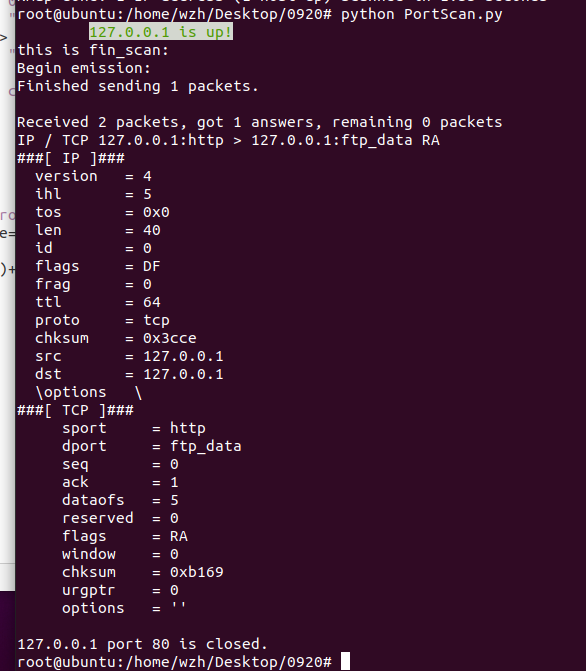 root@ubuntu:/home/wzh/Desktop/0920# python PortScan.py
127.0.0.1 is up!
this is fin_scan:
Begin emission:
Finished sending 1 packets.
Received 2 packets, got 1 answers, remaining 0 packets
IP / TCP 127.0.0.1:http > 127.0.0.1:ftp_data RA
###[ IP ]###
version   = 4
ihl       = 5
tos       = 0x0
len       = 40
id        = 0
flags     = DF
frag      = 0
ttl       = 64
proto     = tcp
chksum    = 0x3cce
src       = 127.0.0.1
dst       = 127.0.0.1
\options   \
###[ TCP ]###
sport     = http
dport     = ftp_data
seq       = 0
ack       = 1
dataofs   = 5
reserved  = 0
flags     = RA
window    = 0
chksum    = 0xb169
urgptr    = 0
options   = ''
127.0.0.1 port 80 is closed.
root@ubuntu:/home/wzh/Desktop/0920#